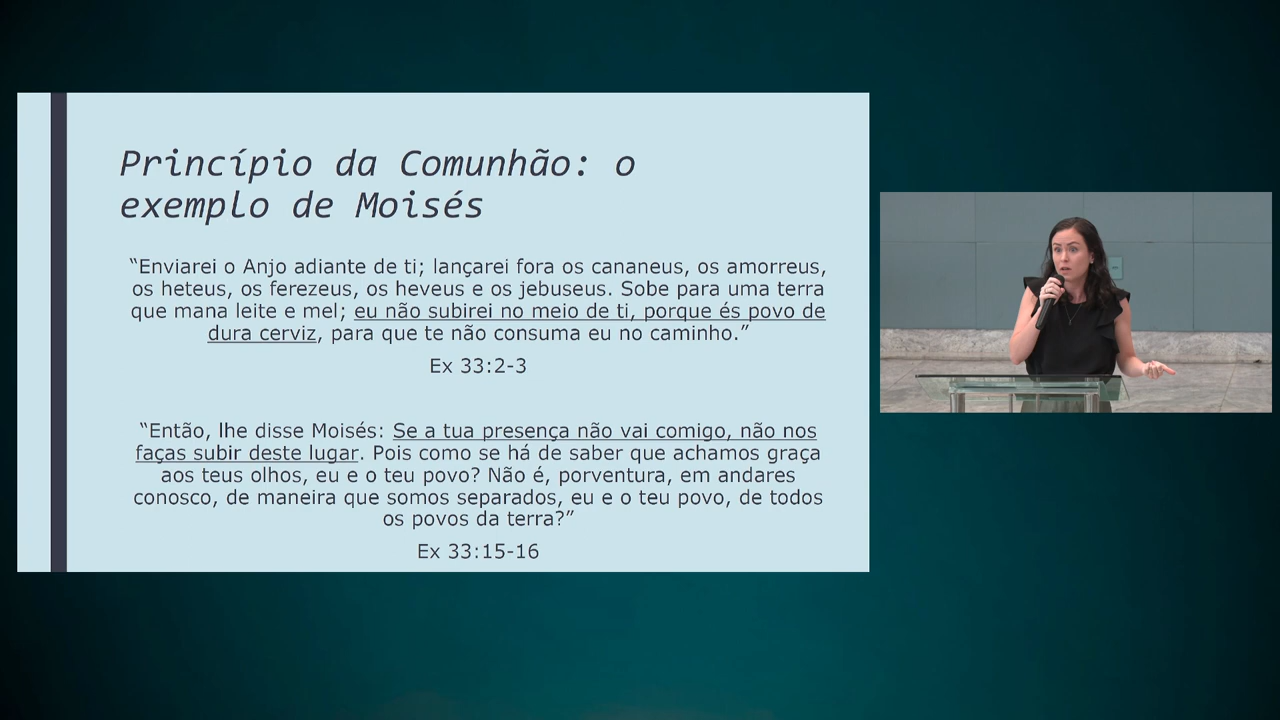 Princípio da Comunhão: o
exemplo de Moisés
“Enviarei o Anjo adiante de ti; lançarei fora os cananeus, os amorreus,
os heteus, os ferezeus, os heveus e os jebuseus. Sobe para uma terra
que mana leite e mel; eu não subirei no meio de ti, porque és povo de
dura cerviz, para que te não consuma eu no caminho.”
Ex 33:2-3
“Então, lhe disse Moisés: Se a tua presença não vai comigo, não nos
faças subir deste lugar. Pois como se há de saber que achamos graça
aos teus olhos, eu e o teu povo? Não é, porventura, em andares
conosco, de maneira que somos separados, eu e o teu povo, de todos
os povos da terra?”
Ex 33:15-16